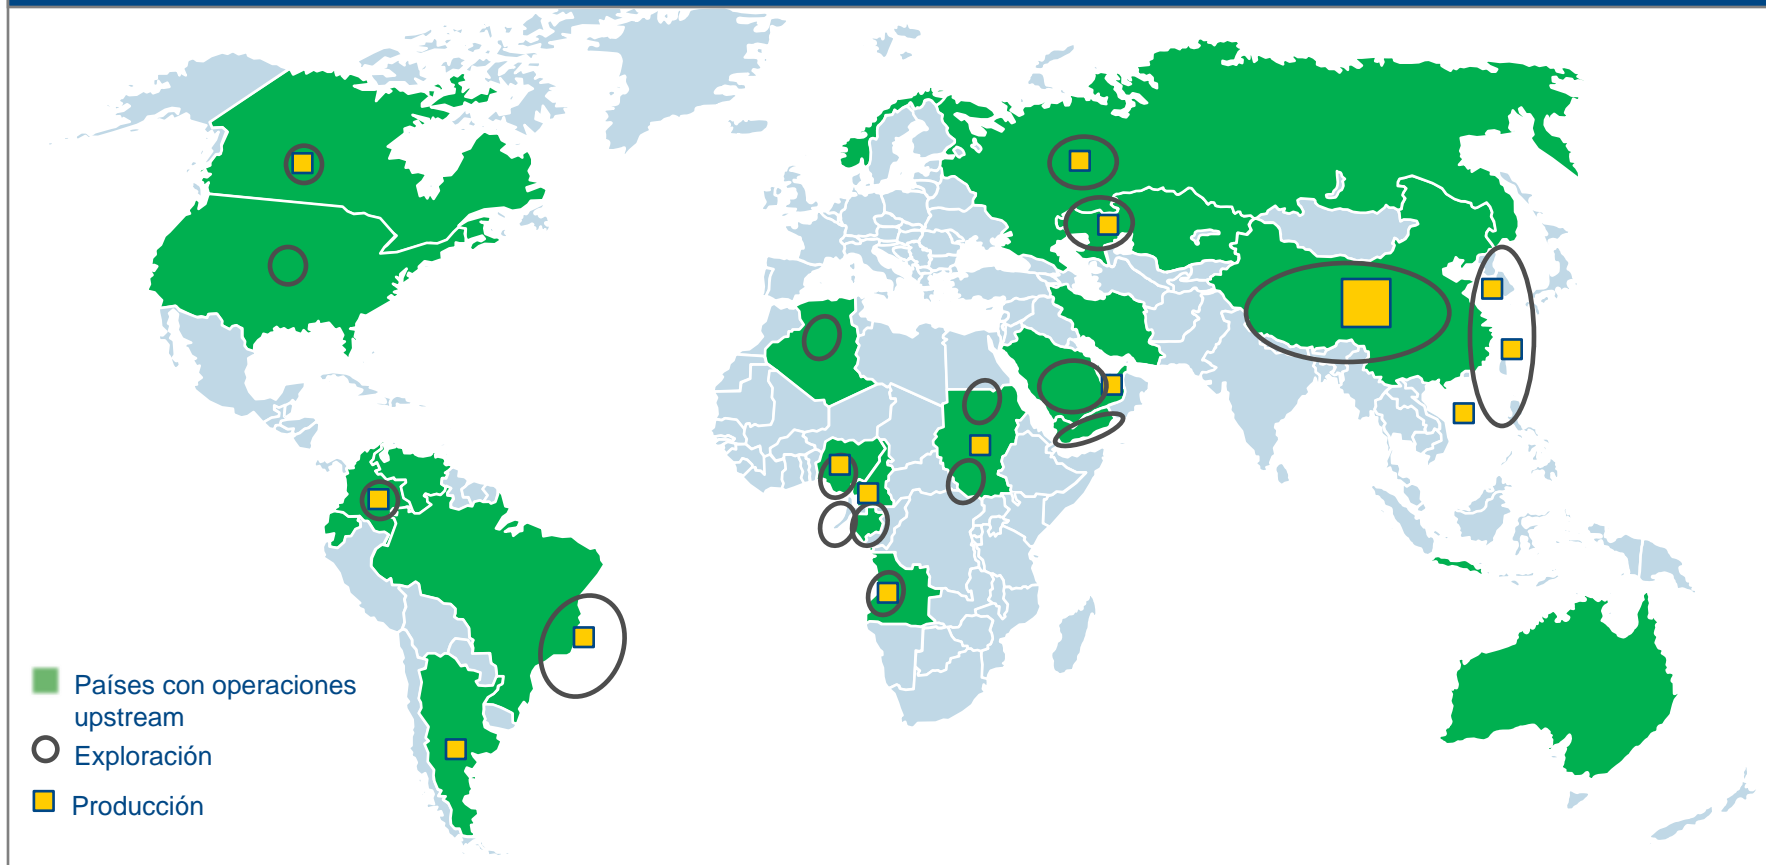 Países con operaciones
upstream
Exploración
Producción